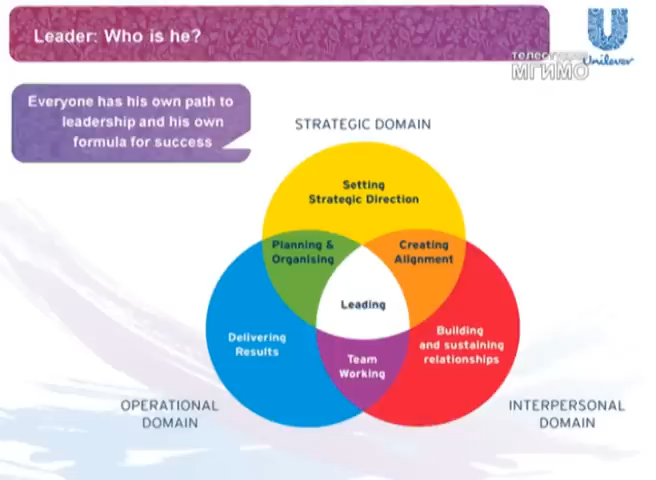 Leader: Who is he?
Unilever
МГИМО
Everyone has his own path to
leadership and his own
formula for success
STRATEGIC DOMAIN
Setting
Strategic Direction
Planning &
Organising
Creating
Alignment
Leading
Delivering
Results
Building
and sustaining
relationships
Team
Working
OPERATIONAL
DOMAIN
INTERPERSONAL
DOMAIN